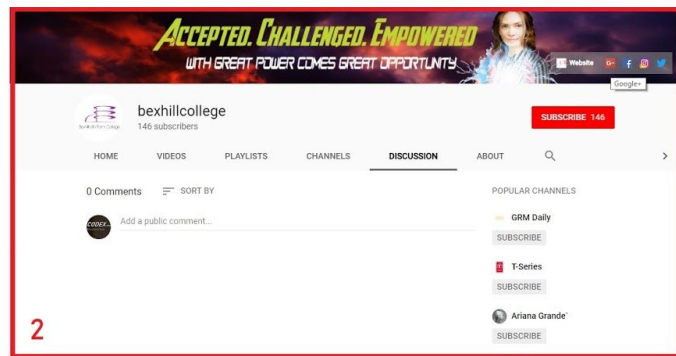 ACCEPTED. CHALLENGED. EMPOWERED
WITH GREAT POWER COMES GREAT OPPORTUNITY
Website
Google+
bexhillcollege
146 subscribers
SUBSCRIBE 146
HOME VIDEOS PLAYLISTS CHANNELS DISCUSSION ABOUT
0 Comments SORT BY
POPULAR CHANNELS
CODEX
Add a public comment...
GRM Daily
SUBSCRIBE
T-Series
SUBSCRIBE
Ariana Grande`
SUBSCRIBE
2